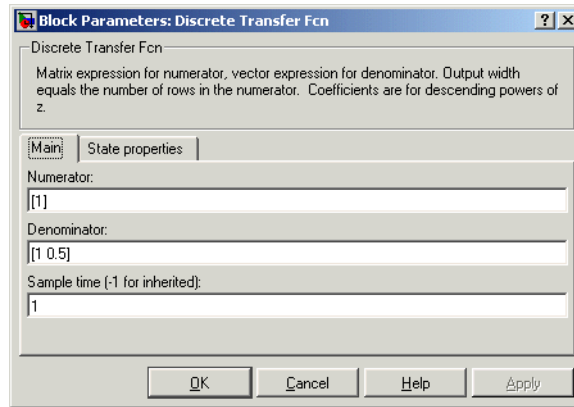 Block Parameters: Discrete Transfer Fcn
Discrete Transfer Fcn
Matrix expression for numerator, vector expression for denominator. Output width
equals the number of rows in the numerator. Coefficients are for descending powers of
z.
Main State properties
Numerator:
[1]
Denominator:
[1 0.5]
Sample time (-1 for inherited):
1
OK Cancel Help Apply